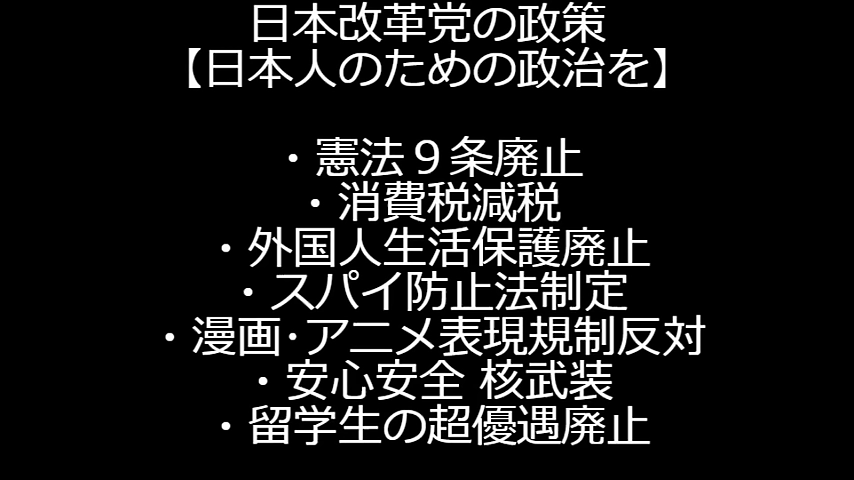 日本改革党の政策
【日本人のための政治を】
・憲法９条廃止
・消費税減税
・外国人生活保護廃止
・スパイ防止法制定
・漫画･アニメ表現規制反対
・安心安全 核武装
・留学生の超優遇廃止